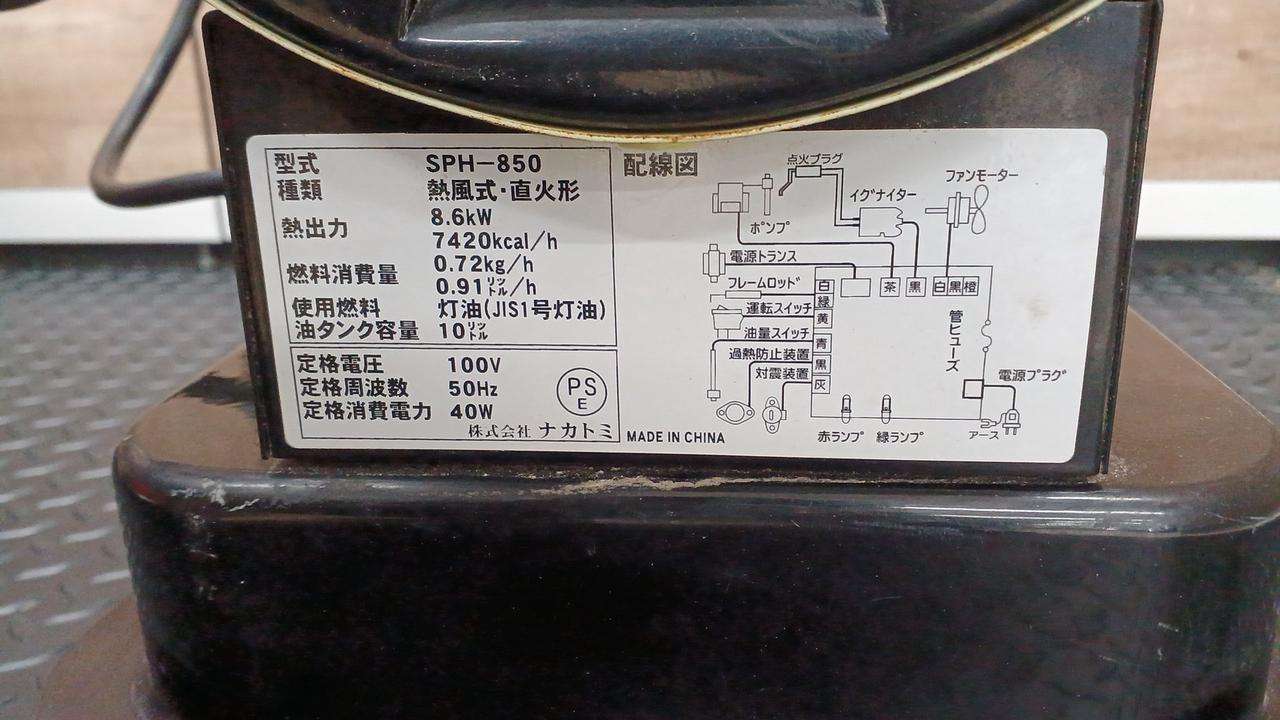 型式 SPH-850
種類 熱風式・直火形
熱出力 8.6kW
7420kcal/h
燃料消費量 0.72kg/h
0.91㍑/h
使用燃料 灯油(JIS1号灯油)
油タンク容量 10㍑
定格電圧 100V
定格周波数 50Hz
定格消費電力 40W
PS
E
株式会社 ナカトミ
配線図
点火プラグ
イグナイター
ファンモーター
ポンプ
電源トランス
フレームロッド
運転スイッチ
油量スイッチ
過熱防止装置
対震装置
白
緑
黄
青
黒
灰
茶
黒
白 黒 橙
管ヒューズ
電源プラグ
アース
赤ランプ 緑ランプ
MADE IN CHINA